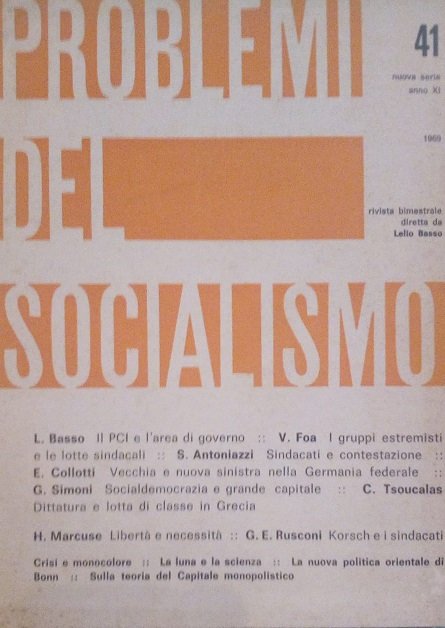 PROBLEMI
41
nuova serie
anno XI
1969
DEL
rivista bimestrale
diretta da
Lelio Basso
SOCIALISMO
L. Basso Il PCI e l'area di governo :: V. Foa I gruppi estremisti
e le lotte sindacali :: S. Antoniazzi Sindacati e contestazione ::
E. Collotti Vecchia e nuova sinistra nella Germania federale ::
G. Simoni Socialdemocrazia e grande capitale :: C. Tsoucalas
Dittatura e lotta di classe in Grecia
H. Marcuse Libertà e necessità :: G. E. Rusconi Korsch e i sindacati
Crisi e monocolore :: La luna e la scienza :: La nuova politica orientale di
Bonn :: Sulla teoria del Capitale monopolistico